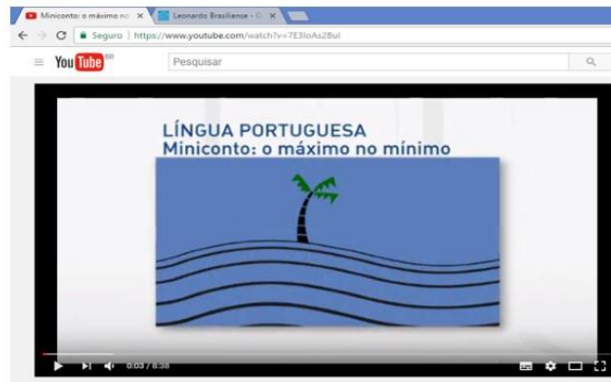 Miniconto: o máximo no
Leonardo Brasiliense - C
Seguro
https://www.youtube.com/watch?v=7E3IoAs28uI
YouTube BR
Pesquisar
LÍNGUA PORTUGUESA
Miniconto: o máximo no mínimo
0:03 / 8:38